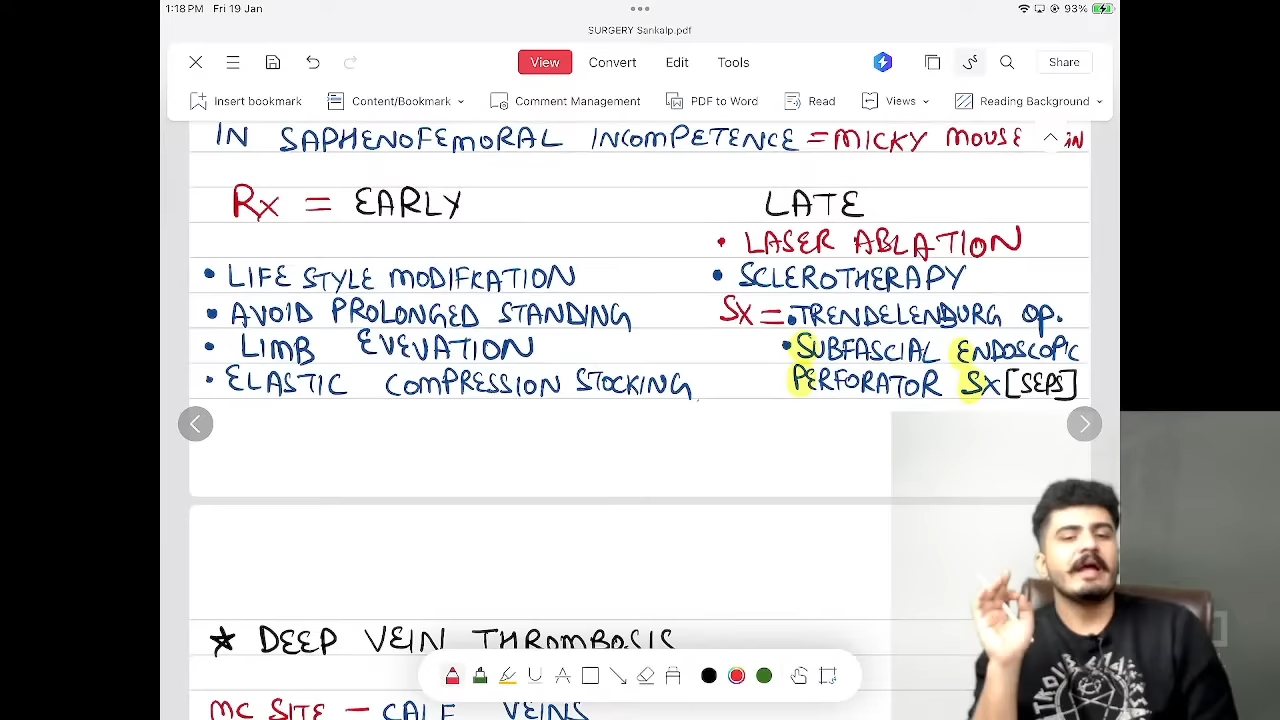 1:18 PM Fri 19 Jan
93%
SURGERY Sankalp.pdf
View Convert Edit Tools Share
Insert bookmark Content/Bookmark Comment Management PDF to Word Read Views Reading Background
IN SAPHENOFEMORAL INCOMPETENCE = MICKY MOUSE IN
Rx = EARLY
LATE
• LASER ABLATION
• LIFE STYLE MODIFKATION
• SCLEROTHERAPY
• AVOID PROLONGED STANDING
Sx = • TRENDELENBURG OP.
• LIMB EVEVATION
• SUBFASCIAL ENDOSCOPIC
• ELASTIC COMPRESSION STOCKING
PERFORATOR SX [SEPS]
★ DEEP VEIN THROMBOSIS
MC SITE – CALF VEINS